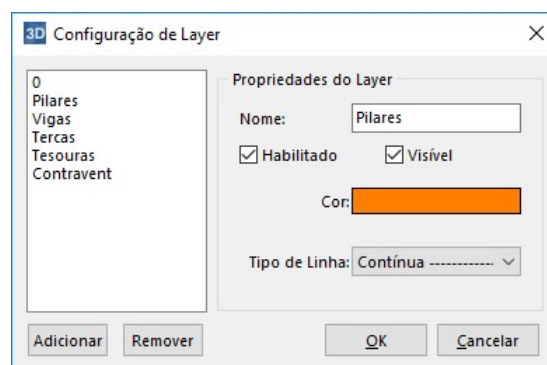 3D Configuração de Layer
0
Pilares
Vigas
Tercas
Tesouras
Contravent
Propriedades do Layer
Nome: Pilares
Habilitado Visível
Cor:
Tipo de Linha: Contínua -----------
Adicionar Remover OK Cancelar